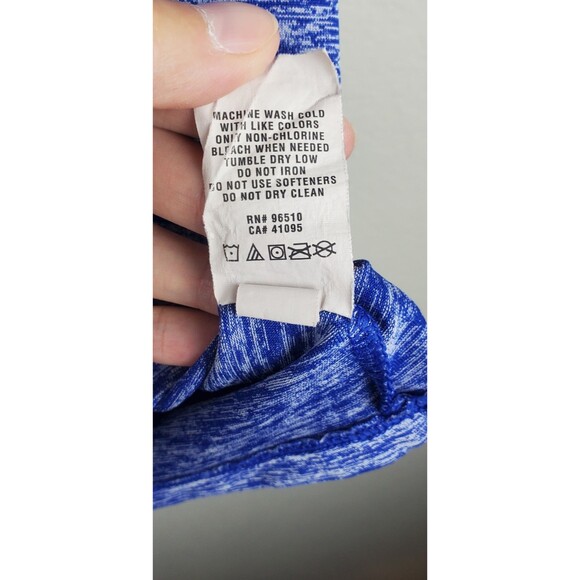 MACHINE WASH COLD
WITH LIKE COLORS
ONLY NON-CHLORINE
BLEACH WHEN NEEDED
TUMBLE DRY LOW
DO NOT IRON
DO NOT USE SOFTENERS
DO NOT DRY CLEAN
RN# 96510
CA# 41095